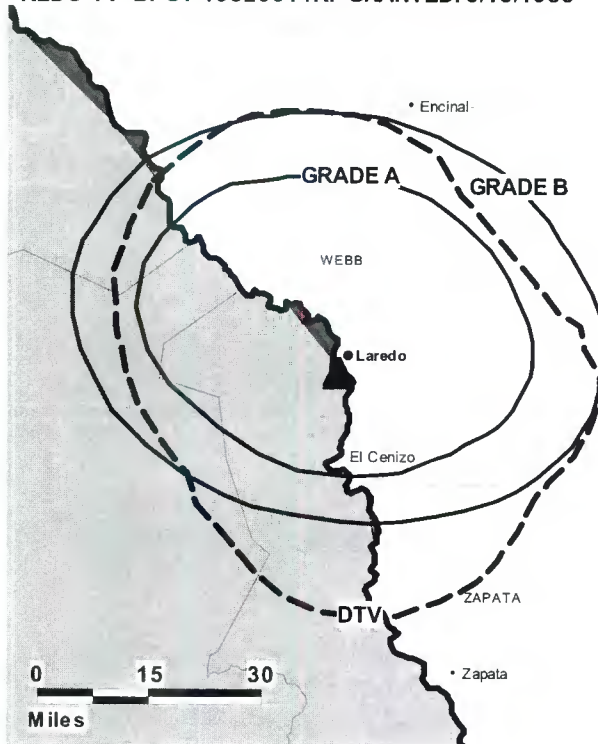 Encinal
GRADE A
GRADE B
WEBB
Laredo
El Cenizo
ZAPATA
DTV
Zapata
0 15 30
Miles